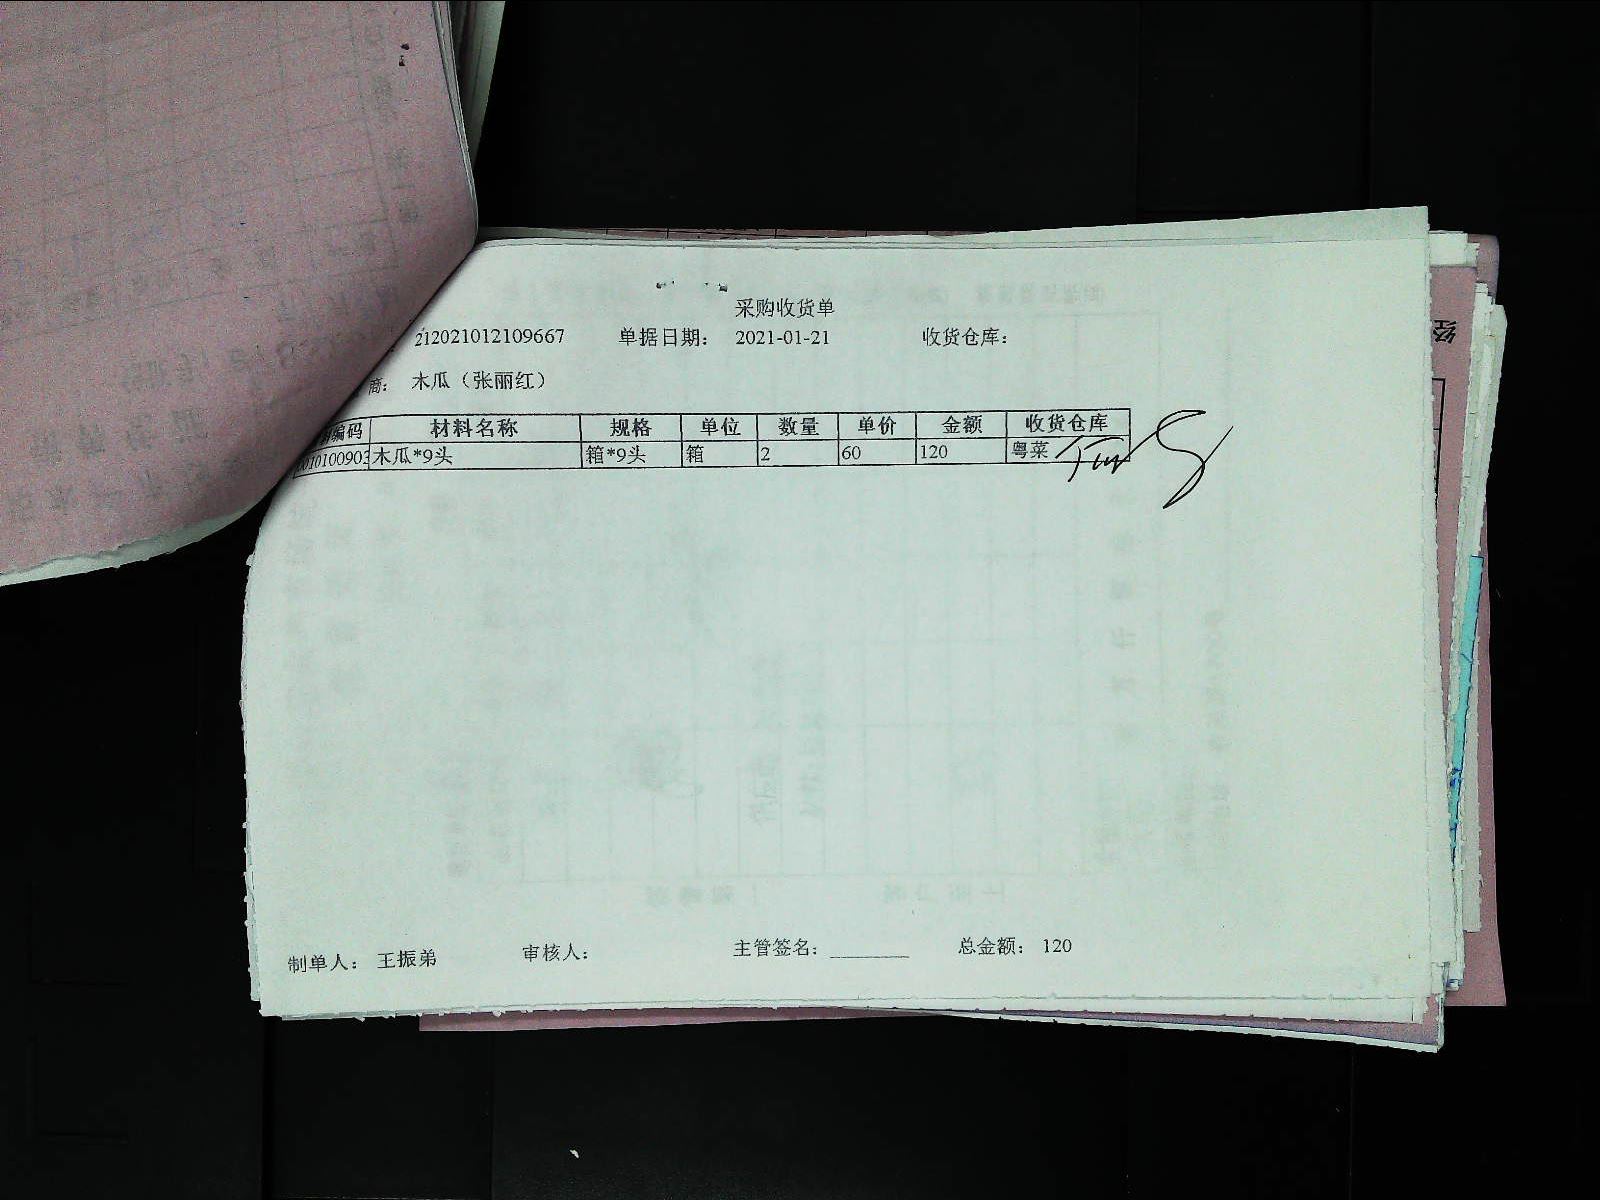 采购收货单
212021012109667 单据日期： 2021-01-21 收货仓库：
商： 木瓜（张丽红）
编码 材料名称 规格 单位 数量 单价 金额 收货仓库
010100903 木瓜*9头 箱*9头 箱 2 60 120 粤菜
制单人： 王振弟 审核人： 主管签名：________ 总金额： 120